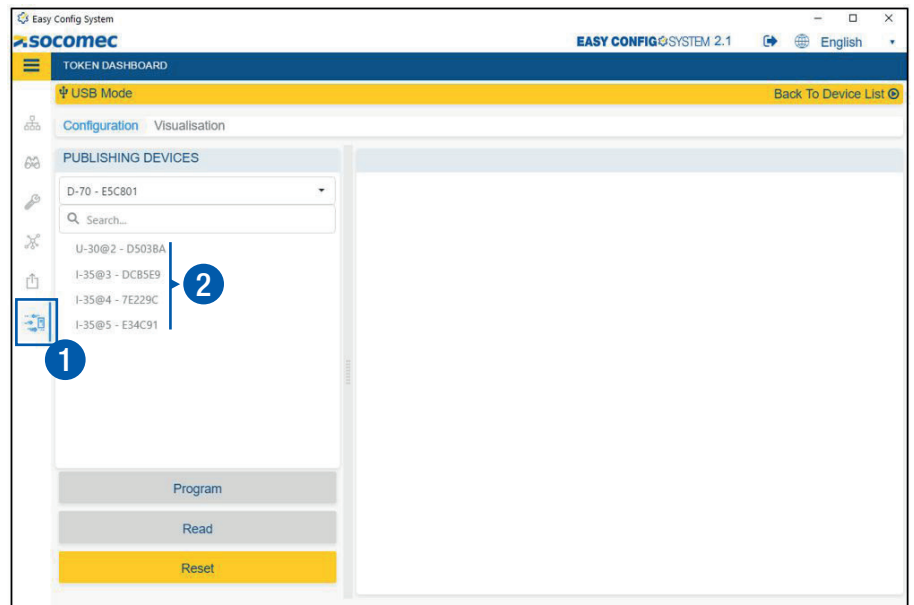 Easy Config System
socomec
EASY CONFIG SYSTEM 2.1
English
TOKEN DASHBOARD
USB Mode
Back To Device List
Configuration Visualisation
PUBLISHING DEVICES
D-70 - E5C801
Search...
U-30@2 - D503BA
I-35@3 - DCB5E9
2
I-35@4 - 7E229C
I-35@5 - E34C91
1
Program
Read
Reset